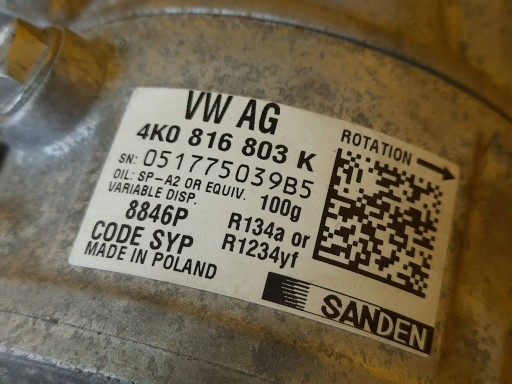 VW AG
4K0 816 803 K
ROTATION
SN: 051775039B5
OIL: SP-A2 OR EQUIV. 100g
VARIABLE DISP.
8846P R134a or
CODE SYP R1234yf
MADE IN POLAND
SANDEN